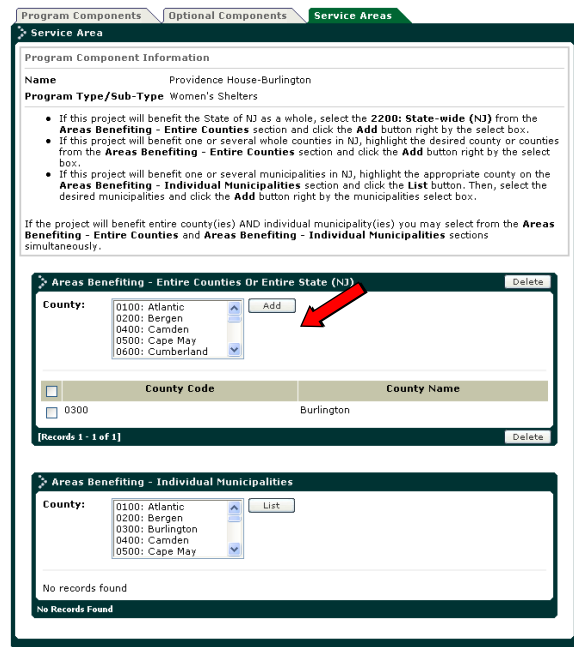 Program Components Optional Components Service Areas
Service Area
Program Component Information
Name Providence House-Burlington
Program Type/Sub-Type Women's Shelters
If this project will benefit the State of NJ as a whole, select the 2200: State-wide (NJ) from the
Areas Benefiting - Entire Counties section and click the Add button right by the select box.
If this project will benefit one or several whole counties in NJ, highlight the desired county or counties
from the Areas Benefiting - Entire Counties section and click the Add button right by the select
box.
If this project will benefit one or several municipalities in NJ, highlight the appropriate county on the
Areas Benefiting - Individual Municipalities section and click the List button. Then, select the
desired municipalities and click the Add button right by the municipalities select box.
If the project will benefit entire county(ies) AND individual municipality(ies) you may select from the Areas
Benefiting - Entire Counties and Areas Benefiting - Individual Municipalities sections
simultaneously.
Areas Benefiting - Entire Counties Or Entire State (NJ) Delete
County: 0100: Atlantic Add
0200: Bergen
0400: Camden
0500: Cape May
0600: Cumberland
County Code County Name
0300 Burlington
[Records 1 - 1 of 1] Delete
Areas Benefiting - Individual Municipalities
County: 0100: Atlantic List
0200: Bergen
0300: Burlington
0400: Camden
0500: Cape May
No records found
No Records Found